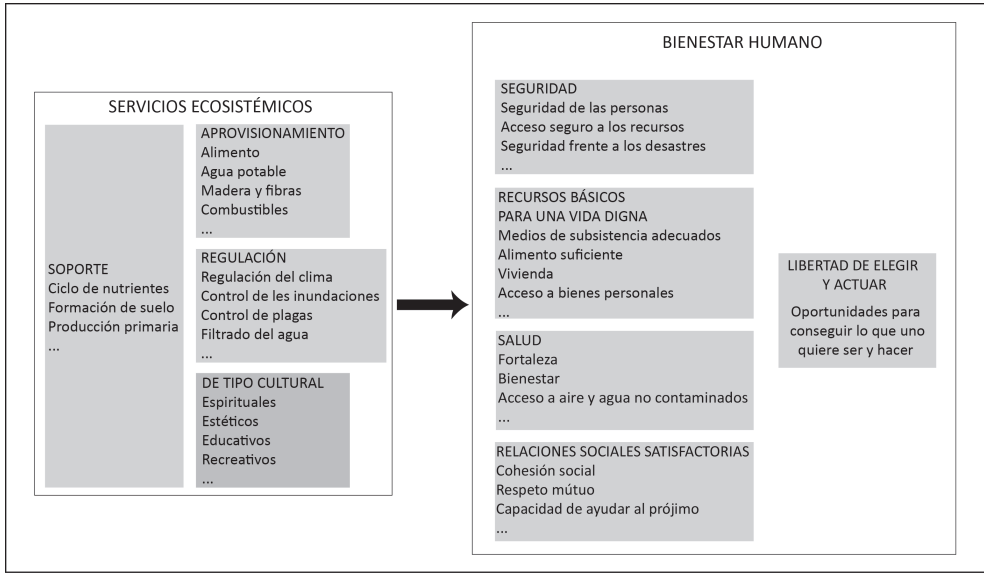 SERVICIOS ECOSISTÉMICOS
SOPORTE
Ciclo de nutrientes
Formación de suelo
Producción primaria
...
APROVISIONAMIENTO
Alimento
Agua potable
Madera y fibras
Combustibles
...
REGULACIÓN
Regulación del clima
Control de les inundaciones
Control de plagas
Filtrado del agua
...
DE TIPO CULTURAL
Espirituales
Estéticos
Educativos
Recreativos
...
BIENESTAR HUMANO
SEGURIDAD
Seguridad de las personas
Acceso seguro a los recursos
Seguridad frente a los desastres
...
RECURSOS BÁSICOS
PARA UNA VIDA DIGNA
Medios de subsistencia adecuados
Alimento suficiente
Vivienda
Acceso a bienes personales
...
SALUD
Fortaleza
Bienestar
Acceso a aire y agua no contaminados
...
RELACIONES SOCIALES SATISFACTORIAS
Cohesión social
Respeto mútuo
Capacidad de ayudar al prójimo
...
LIBERTAD DE ELEGIR
Y ACTUAR
Oportunidades para
conseguir lo que uno
quiere ser y hacer